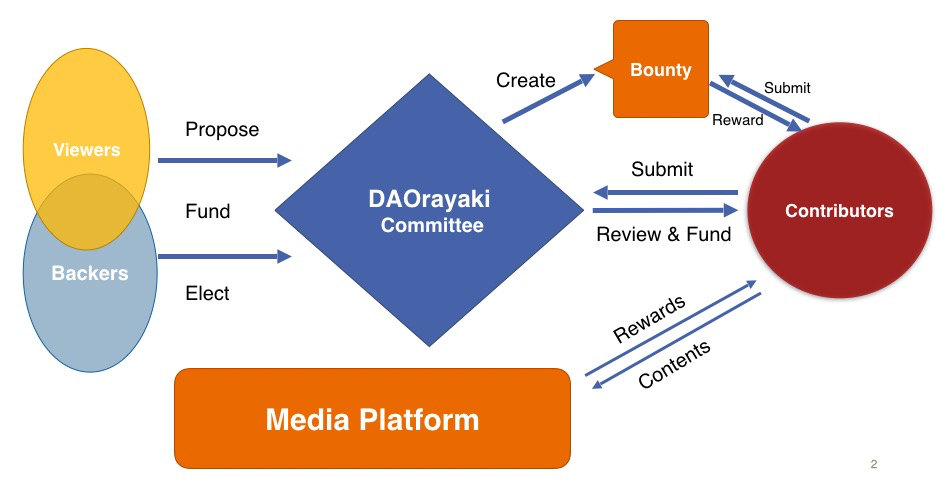 Viewers
Backers
Propose
Fund
Elect
DAOrayaki
Committee
Create
Bounty
Submit
Reward
Submit
Review & Fund
Contributors
Rewards
Contents
Media Platform
2